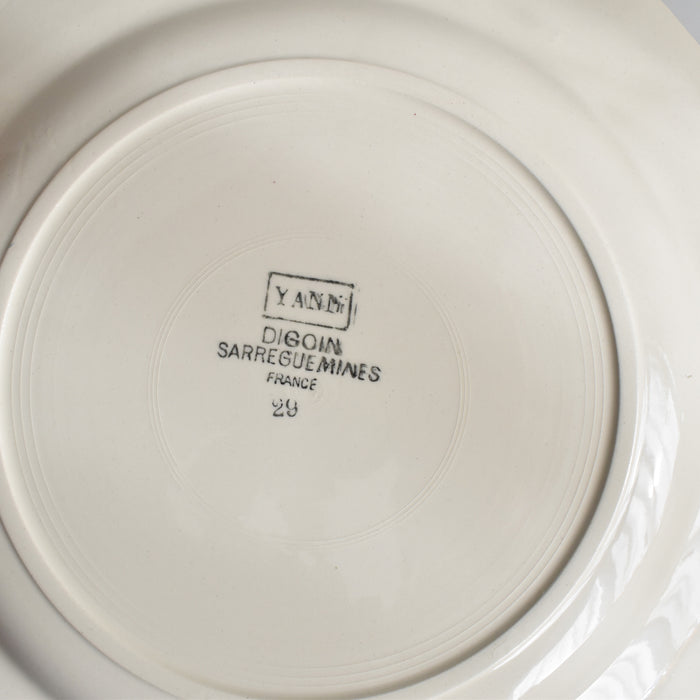 YANN
DIGOIN
SARREGUEMINES
FRANCE
29